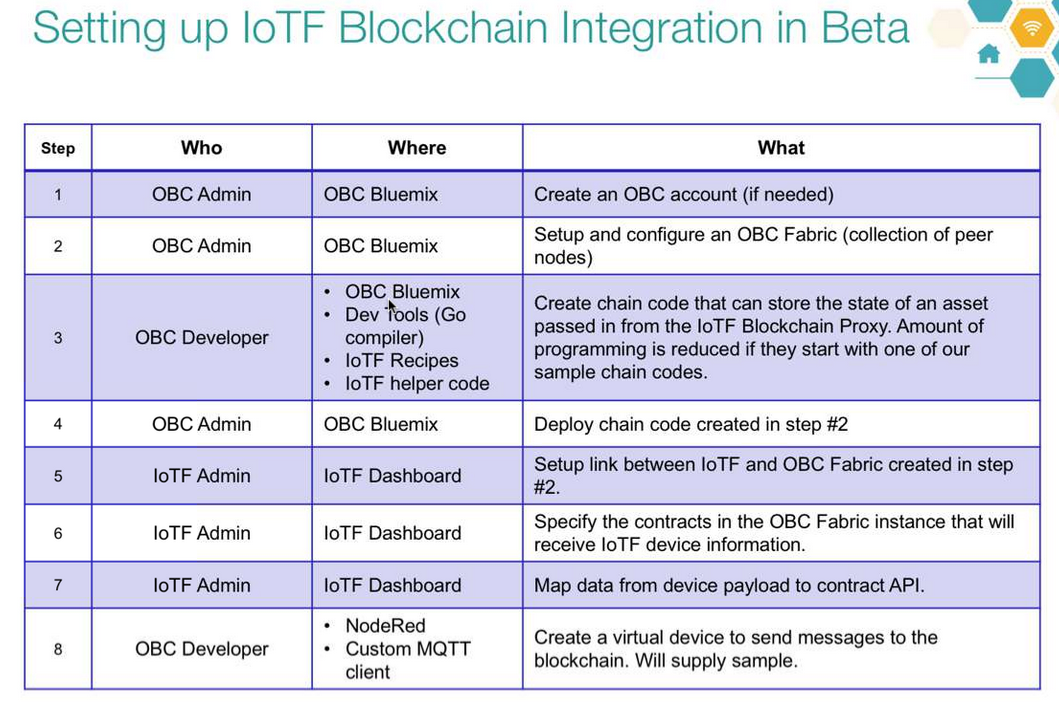 Setting up IoTF Blockchain Integration in Beta
Step Who Where What
1 OBC Admin OBC Bluemix Create an OBC account (if needed)
2 OBC Admin OBC Bluemix Setup and configure an OBC Fabric (collection of peer
nodes)
3 OBC Developer
• OBC Bluemix
• Dev Tools (Go
compiler)
• IoTF Recipes
• IoTF helper code
Create chain code that can store the state of an asset
passed in from the IoTF Blockchain Proxy. Amount of
programming is reduced if they start with one of our
sample chain codes.
4 OBC Admin OBC Bluemix Deploy chain code created in step #2
5 IoTF Admin IoTF Dashboard Setup link between IoTF and OBC Fabric created in step
#2.
6 IoTF Admin IoTF Dashboard Specify the contracts in the OBC Fabric instance that will
receive IoTF device information.
7 IoTF Admin IoTF Dashboard Map data from device payload to contract API.
8 OBC Developer
• NodeRed
• Custom MQTT
client
Create a virtual device to send messages to the
blockchain. Will supply sample.